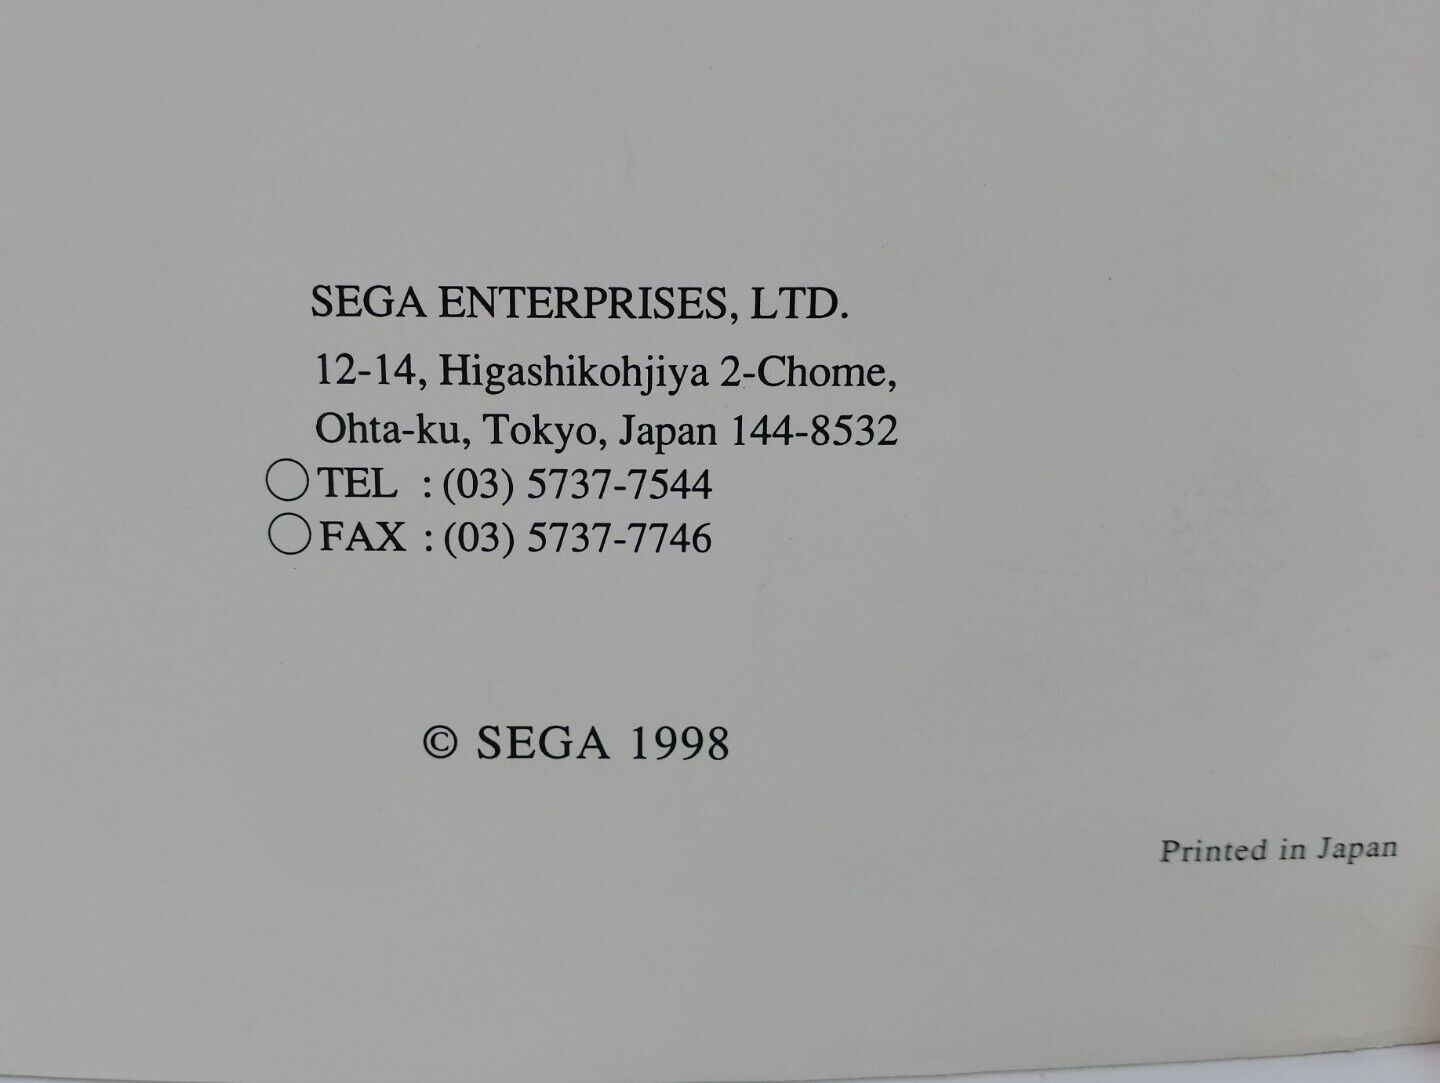 SEGA ENTERPRISES, LTD.
12-14, Higashikohjiya 2-Chome,
Ohta-ku, Tokyo, Japan 144-8532
○TEL : (03) 5737-7544
○FAX : (03) 5737-7746
© SEGA 1998
Printed in Japan